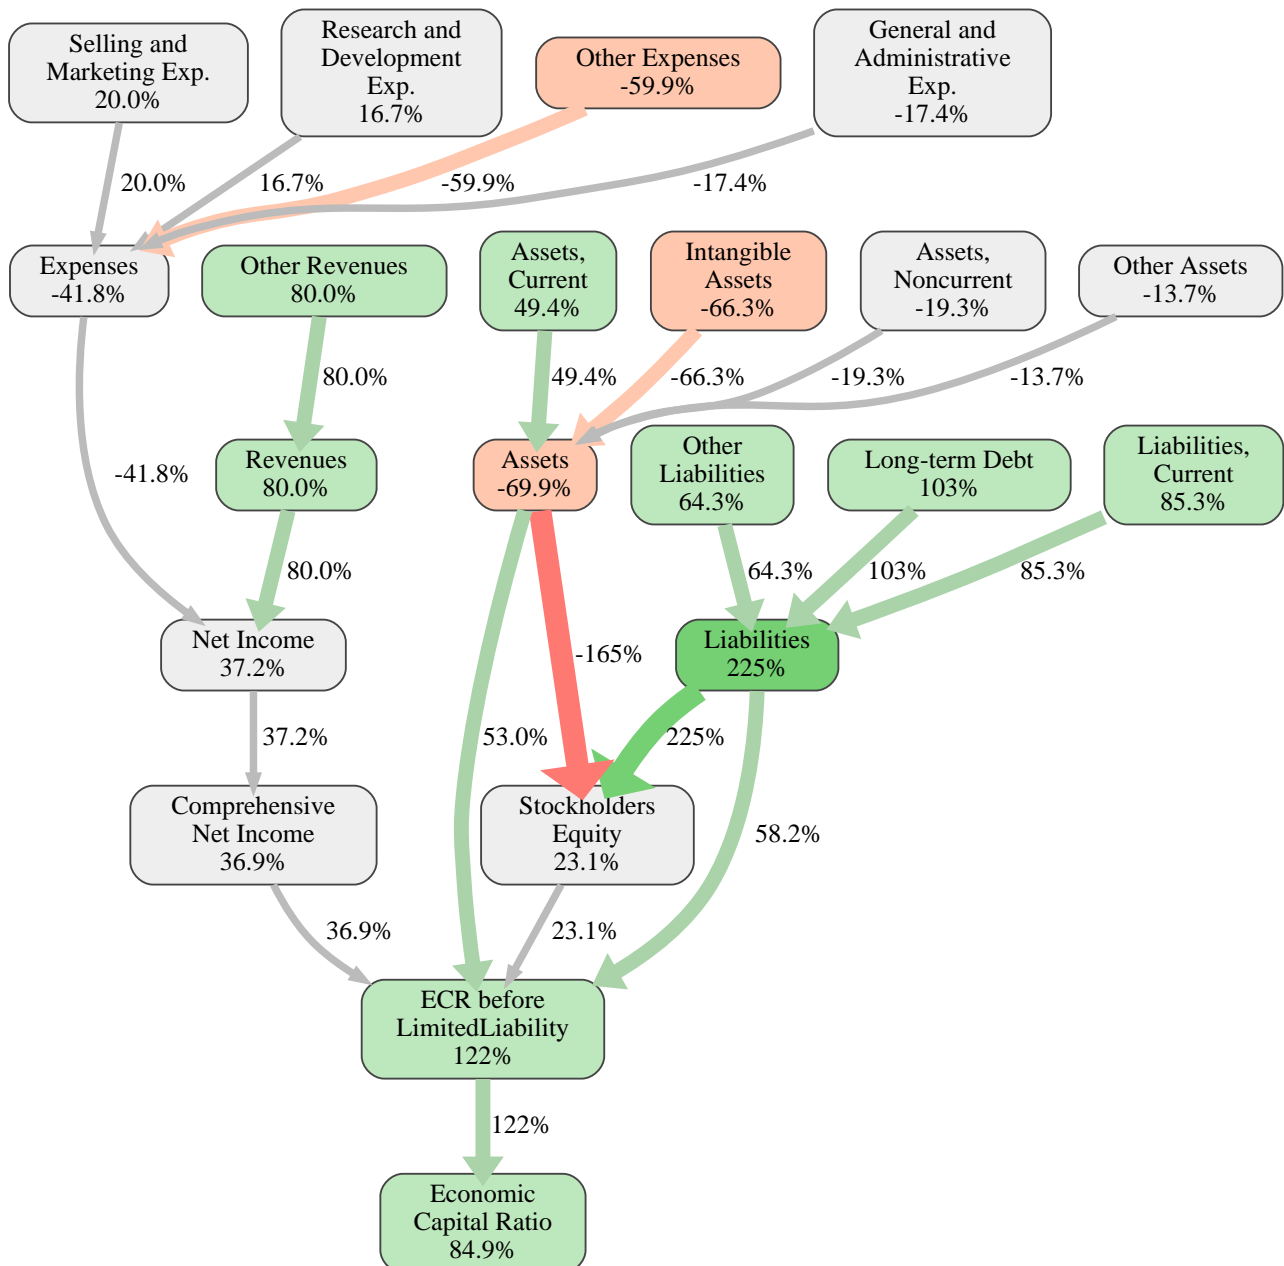 Selling and
Marketing Exp.
20.0%
Research and
Development
Exp.
16.7%
Other Expenses
-59.9%
General and
Administrative
Exp.
-17.4%
20.0%
16.7%
-59.9%
-17.4%
Expenses
-41.8%
Other Revenues
80.0%
Assets,
Current
49.4%
Intangible
Assets
-66.3%
Assets,
Noncurrent
-19.3%
Other Assets
-13.7%
80.0%
49.4%
-66.3%
-19.3%
-13.7%
-41.8%
Revenues
80.0%
Assets
-69.9%
Other
Liabilities
64.3%
Long-term Debt
103%
Liabilities,
Current
85.3%
80.0%
64.3%
103%
85.3%
Net Income
37.2%
-165%
Liabilities
225%
37.2%
53.0%
225%
Comprehensive
Net Income
36.9%
Stockholders
Equity
23.1%
58.2%
36.9%
23.1%
ECR before
LimitedLiability
122%
122%
Economic
Capital Ratio
84.9%